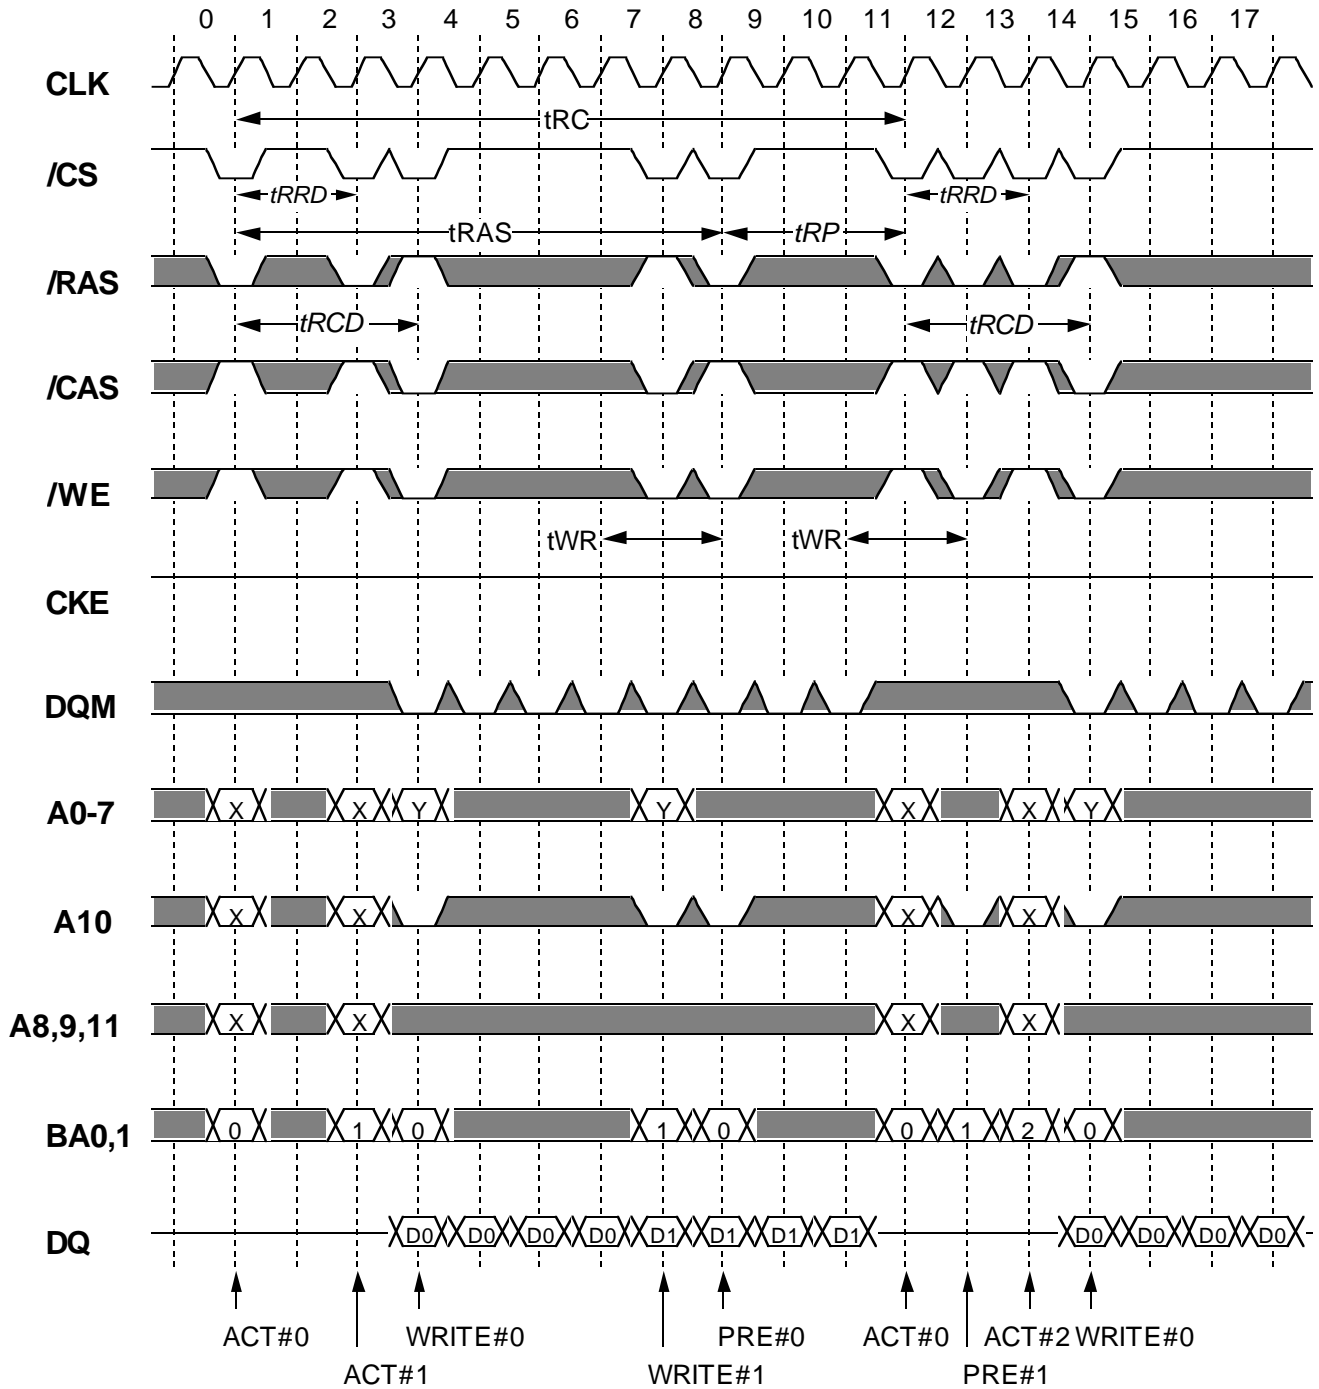 0 1 2 3 4 5 6 7 8 9 10 11 12 13 14 15 16 17
CLK
tRC
/CS
tRRD tRRD
tRAS tRP
/RAS
tRCD tRCD
/CAS
/WE
tWR tWR
CKE
DQM
A0-7 X X Y Y X X Y
A10 X X X X
A8,9,11 X X X X
BA0,1 0 1 0 1 0 0 1 2 0
DQ D0 D0 D0 D0 D1 D1 D1 D1 D0 D0 D0 D0
ACT#0 WRITE#0 PRE#0 ACT#0 ACT#2 WRITE#0
ACT#1 WRITE#1 PRE#1